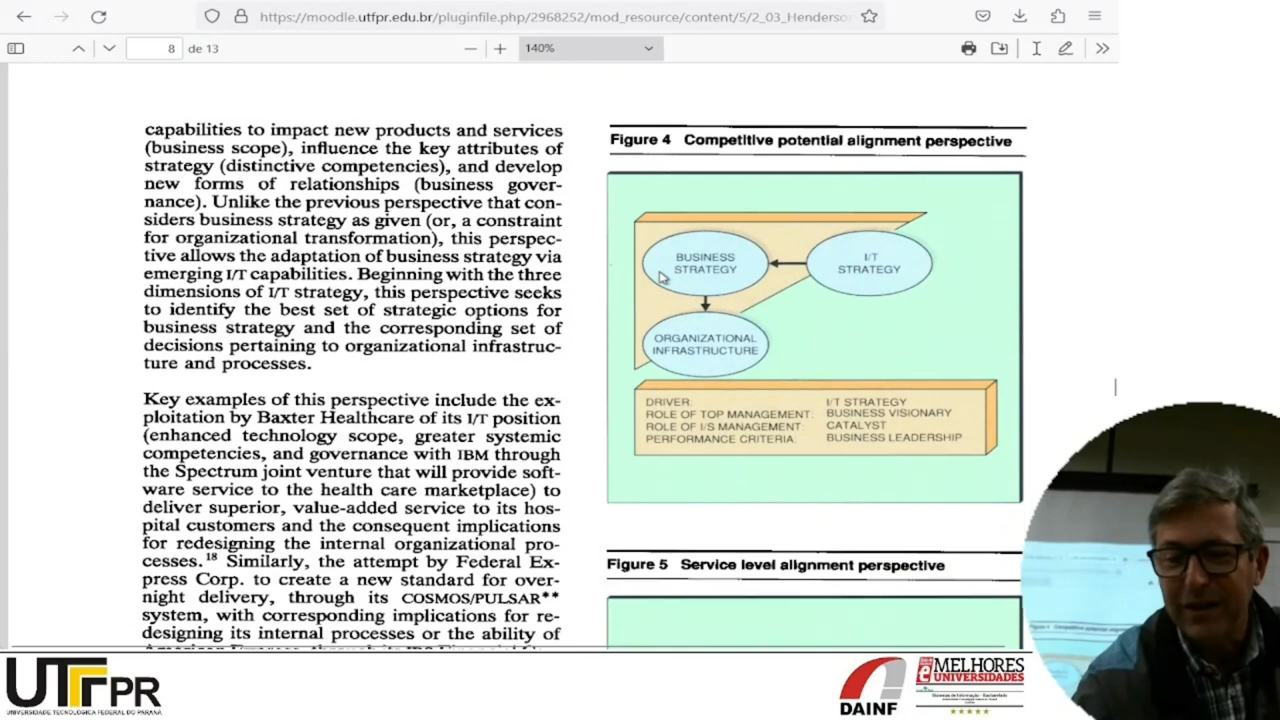 https://moodle.utfpr.edu.br/pluginfile.php/2968252/mod_resource/content/5/2_03_Henderso
8 de 13
140%
capabilities to impact new products and services
(business scope), influence the key attributes of
strategy (distinctive competencies), and develop
new forms of relationships (business gover-
nance). Unlike the previous perspective that con-
siders business strategy as given (or, a constraint
for organizational transformation), this perspec-
tive allows the adaptation of business strategy via
emerging I/T capabilities. Beginning with the three
dimensions of I/T strategy, this perspective seeks
to identify the best set of strategic options for
business strategy and the corresponding set of
decisions pertaining to organizational infrastruc-
ture and processes.
Key examples of this perspective include the ex-
ploitation by Baxter Healthcare of its I/T position
(enhanced technology scope, greater systemic
competencies, and governance with IBM through
the Spectrum joint venture that will provide soft-
ware service to the health care marketplace) to
deliver superior, value-added service to its hos-
pital customers and the consequent implications
for redesigning the internal organizational pro-
cesses.18 Similarly, the attempt by Federal Ex-
press Corp. to create a new standard for over-
night delivery, through its COSMOS/PULSAR**
system, with corresponding implications for re-
designing its internal processes or the ability of
Figure 4 Competitive potential alignment perspective
BUSINESS
STRATEGY
I/T
STRATEGY
ORGANIZATIONAL
INFRASTRUCTURE
DRIVER: I/T STRATEGY
ROLE OF TOP MANAGEMENT: BUSINESS VISIONARY
ROLE OF I/S MANAGEMENT: CATALYST
PERFORMANCE CRITERIA: BUSINESS LEADERSHIP
Figure 5 Service level alignment perspective
UTFPR
UNIVERSIDADE TECNOLÓGICA FEDERAL DO PARANÁ
DAINF
MELHORES
UNIVERSIDADES